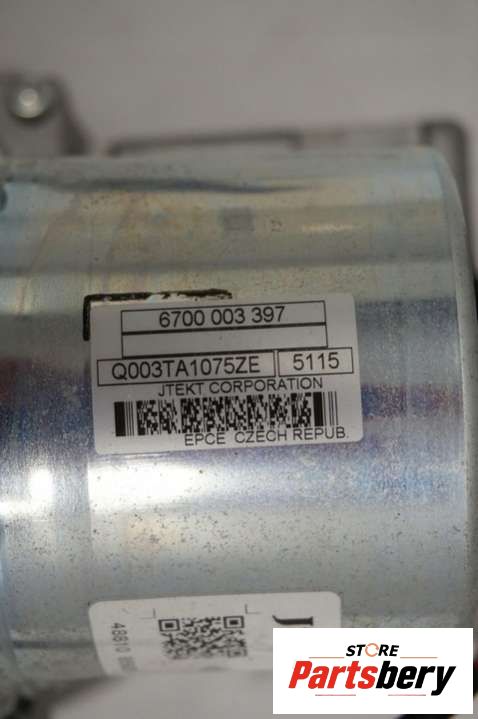 6700 003 397
Q003TA1075ZE 5115
JTEKT CORPORATION
EPCE CZECH REPUB.
J
48810
STORE
Partsbery